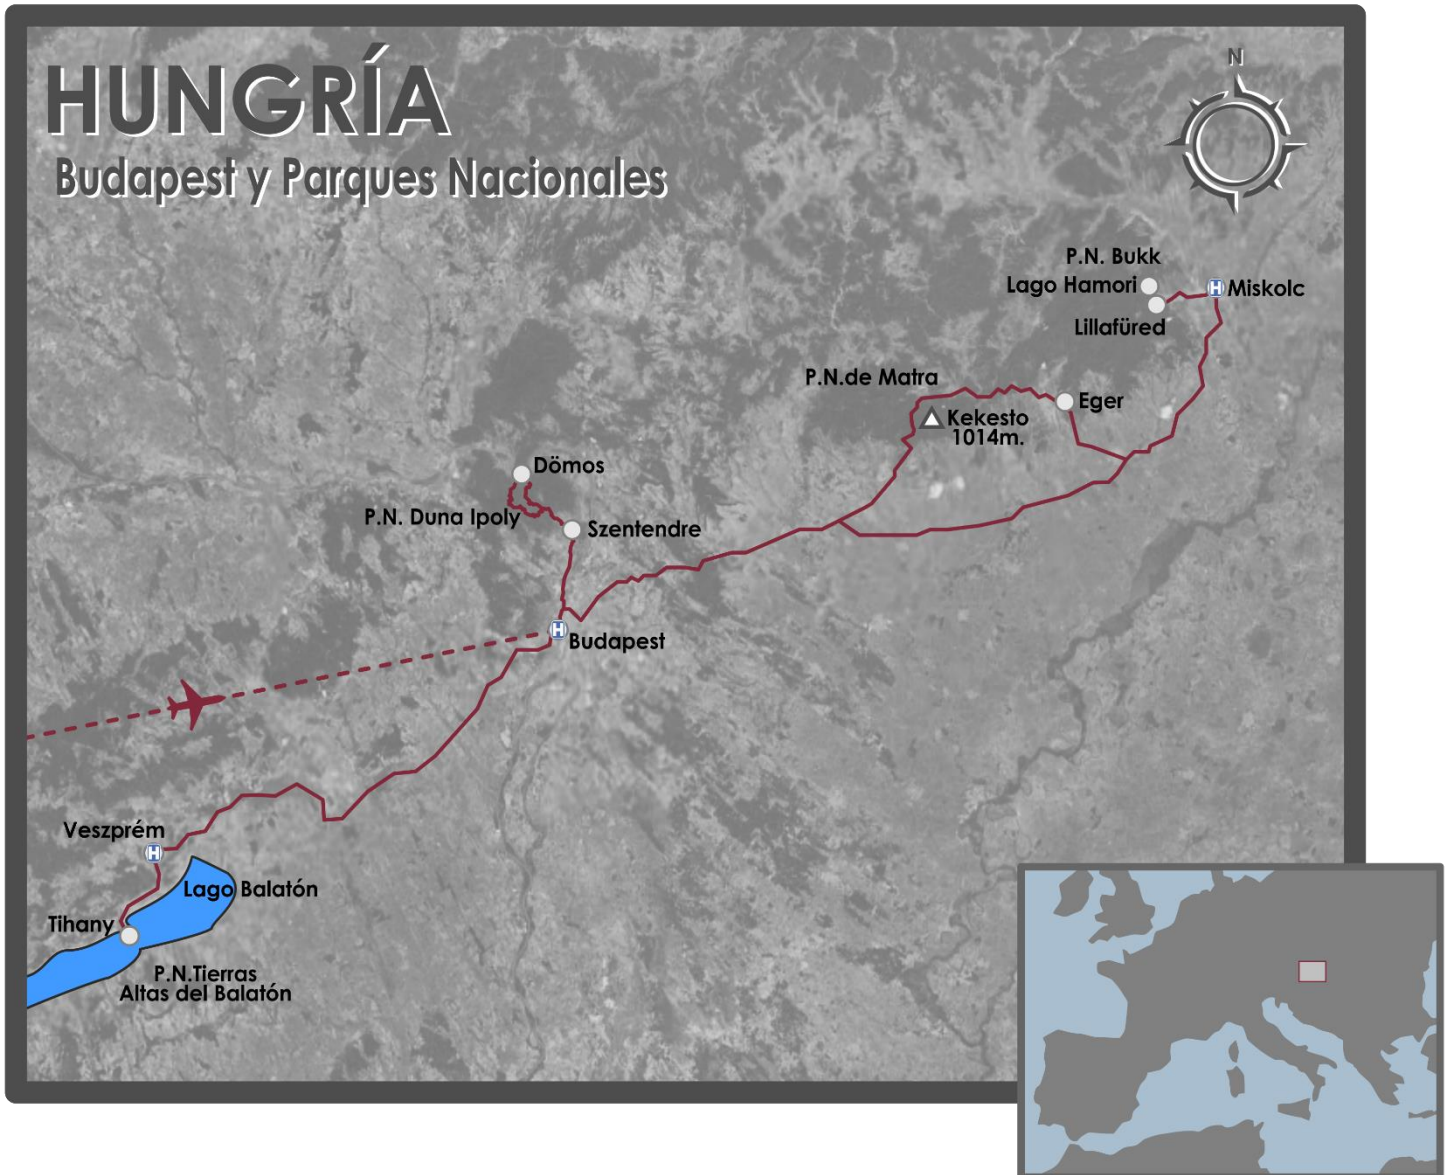 HUNGRÍA
Budapest y Parques Nacionales
N
P.N. Bukk
Lago Hamori
H
Miskolc
Lillafüred
P.N.de Matra
Eger
Kekesto
1014m.
Dömos
P.N. Duna Ipoly
Szentendre
H
Budapest
Veszprém
H
Lago Balatón
Tihany
P.N.Tierras
Altas del Balatón